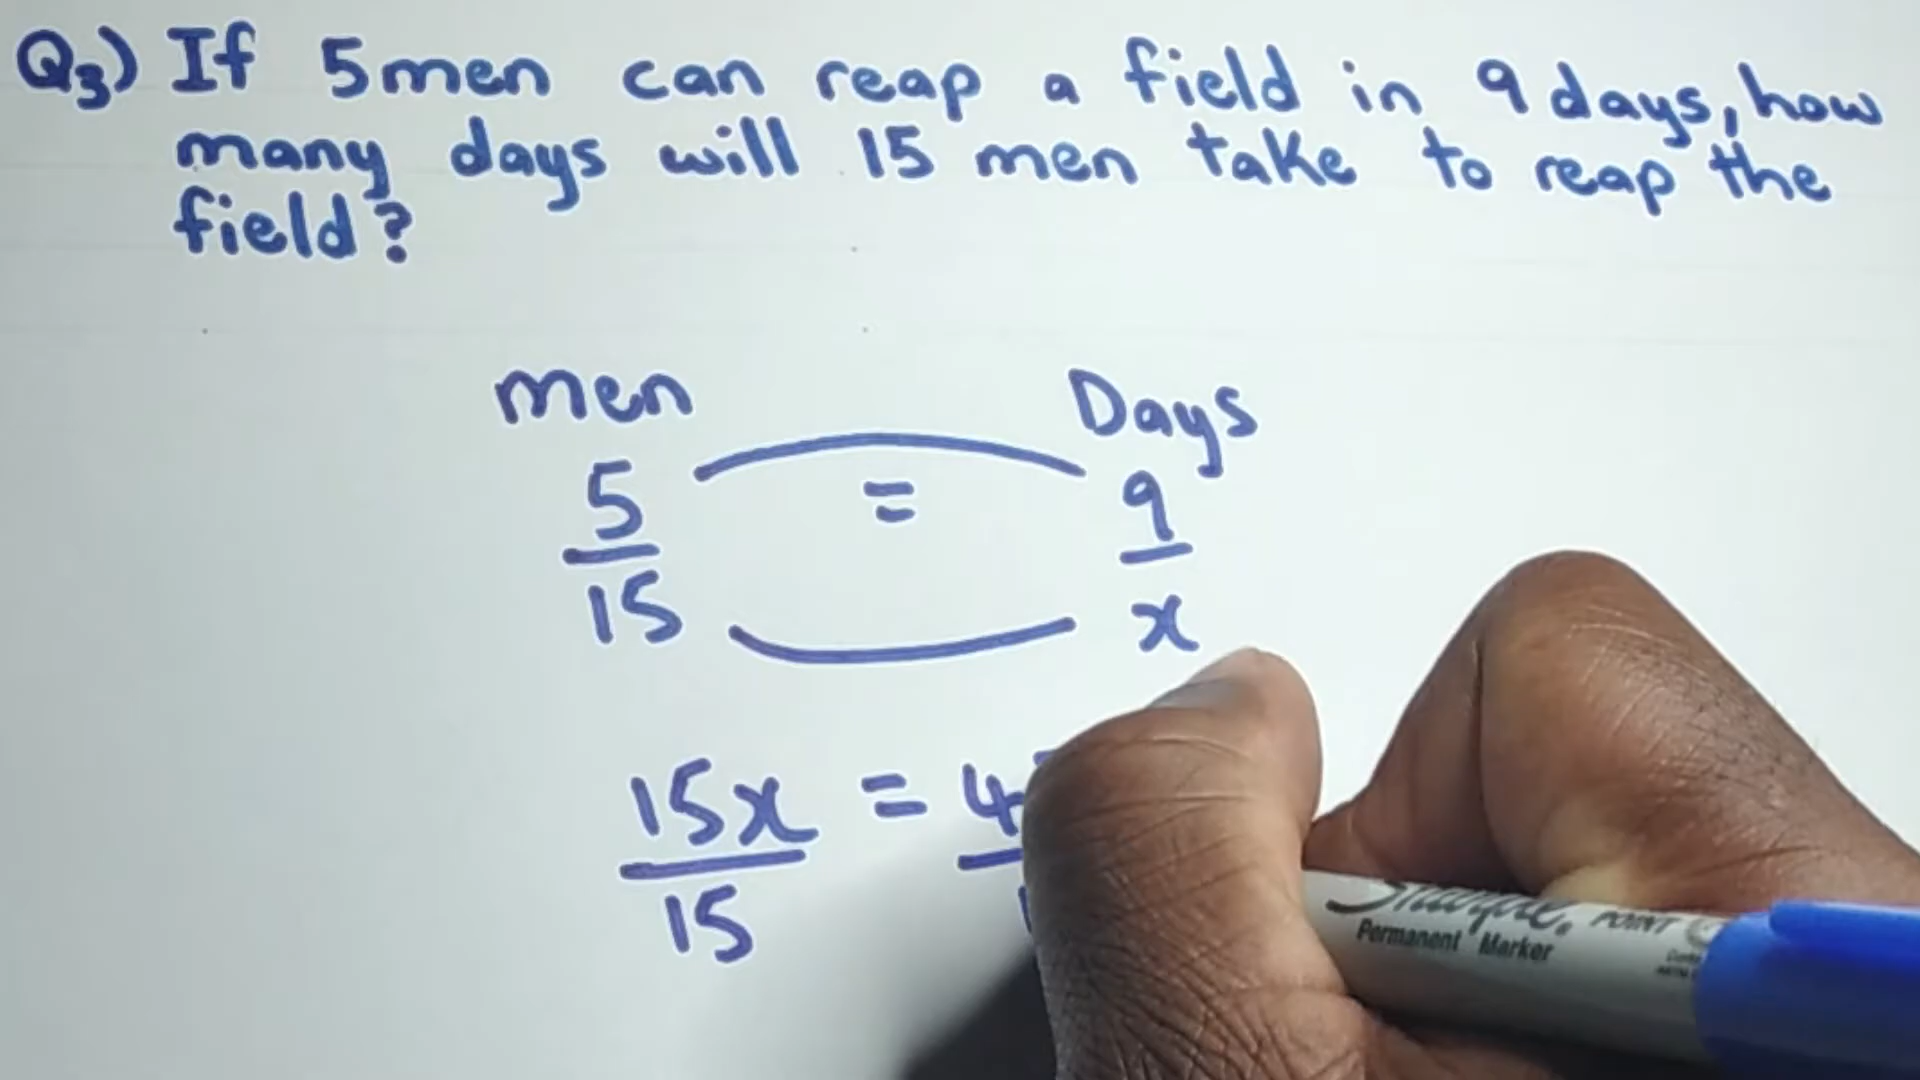 Q3) If 5men can reap a field in 9 days, how
many days will 15 men take to reap the
field?
men Days
5 = 9
15 x
15x = 4
15
Sharpie. POINT
Permanent Marker